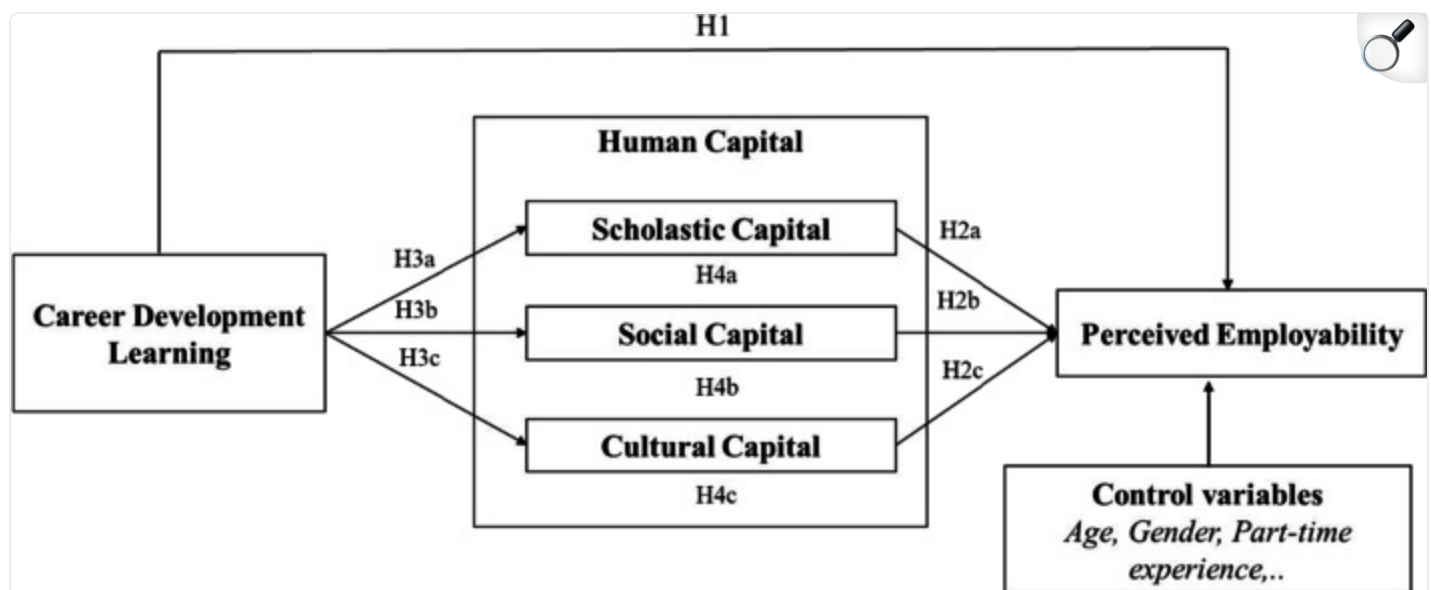 H1
Human Capital
Scholastic Capital
H2a
H3a
H4a
H3b
H2b
Career Development
Learning
Social Capital
Perceived Employability
H3c
H2c
H4b
Cultural Capital
H4c
Control variables
Age, Gender, Part-time
experience,..